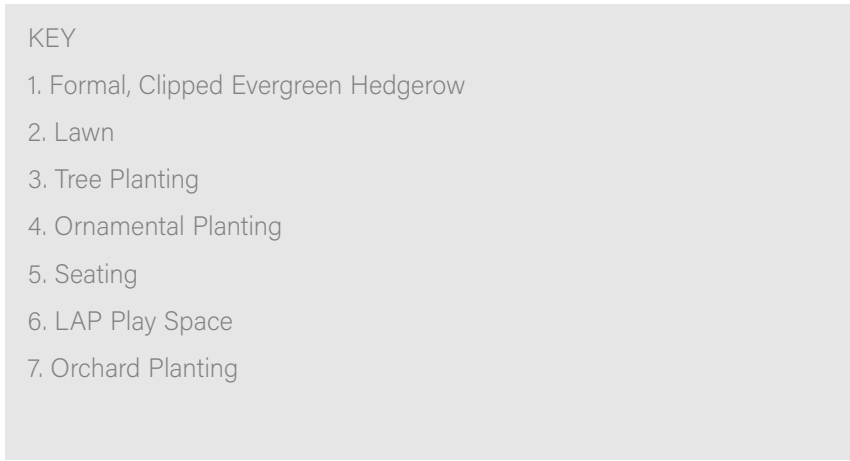 KEY
1. Formal, Clipped Evergreen Hedgerow
2. Lawn
3. Tree Planting
4. Ornamental Planting
5. Seating
6. LAP Play Space
7. Orchard Planting